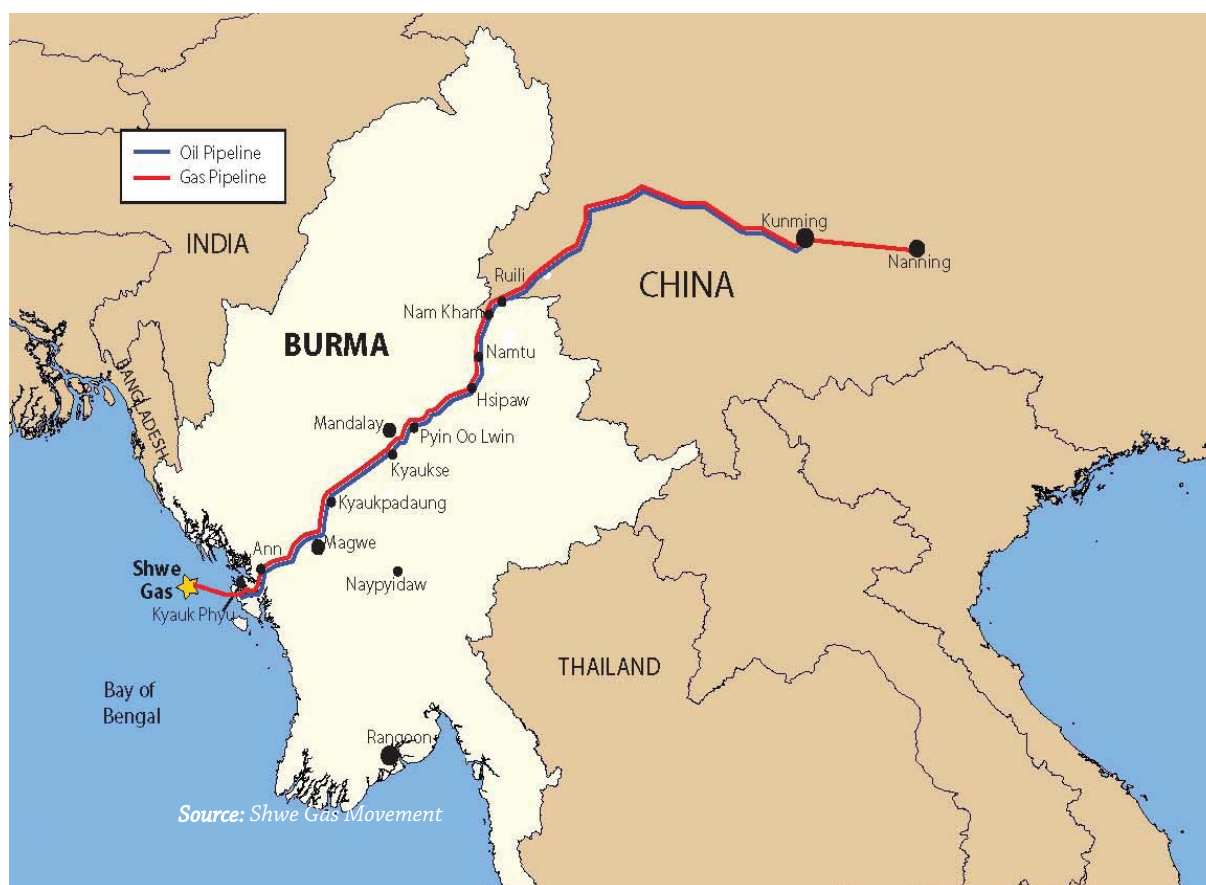 Oil Pipeline
Gas Pipeline
INDIA
Kunming
Nanning
CHINA
Ruili
Nam Kham
BURMA
Namtu
BANGLADESH
Hsipaw
Mandalay
Pyin Oo Lwin
Kyaukse
Kyaukpadaung
Ann
Magwe
Shwe
Gas
Naypyidaw
Kyauk Phyu
THAILAND
Bay of
Bengal
Rangoon
Source: Shwe Gas Movement